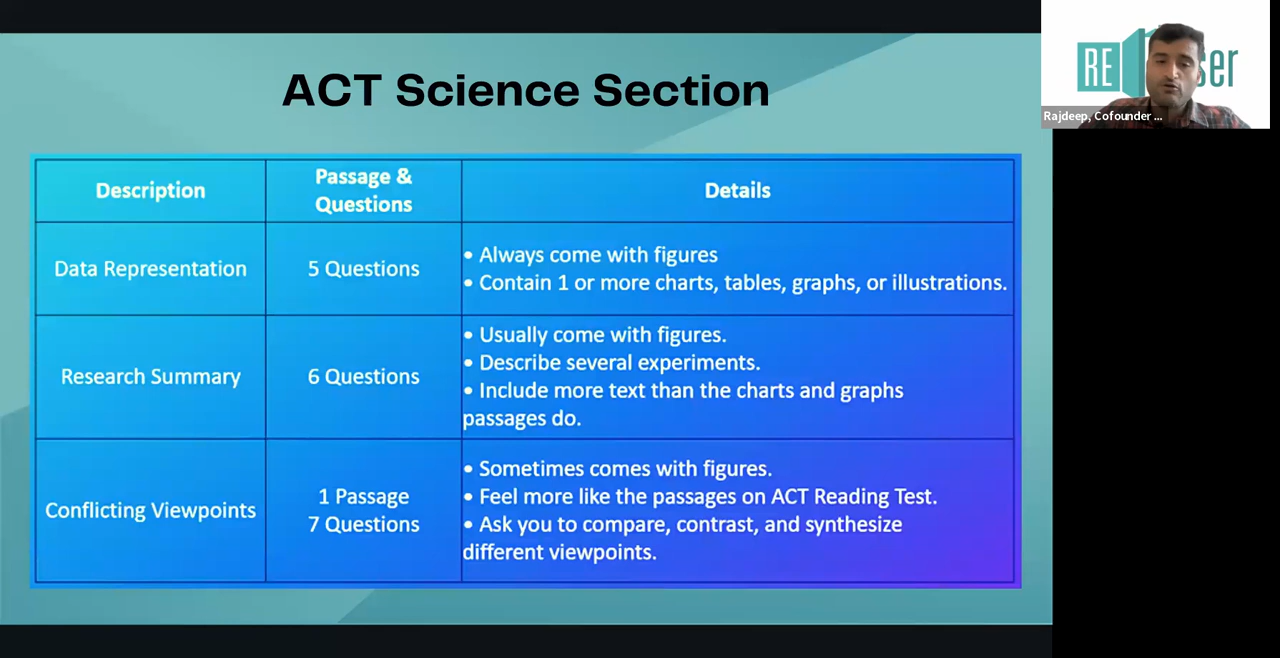 ACT Science Section
Description
Passage &
Questions
Details
Data Representation
5 Questions
• Always come with figures
• Contain 1 or more charts, tables, graphs, or illustrations.
Research Summary
6 Questions
• Usually come with figures.
• Describe several experiments.
• Include more text than the charts and graphs
passages do.
Conflicting Viewpoints
1 Passage
7 Questions
• Sometimes comes with figures.
• Feel more like the passages on ACT Reading Test.
• Ask you to compare, contrast, and synthesize
different viewpoints.
RE
ser
Rajdeep, Cofounder ...